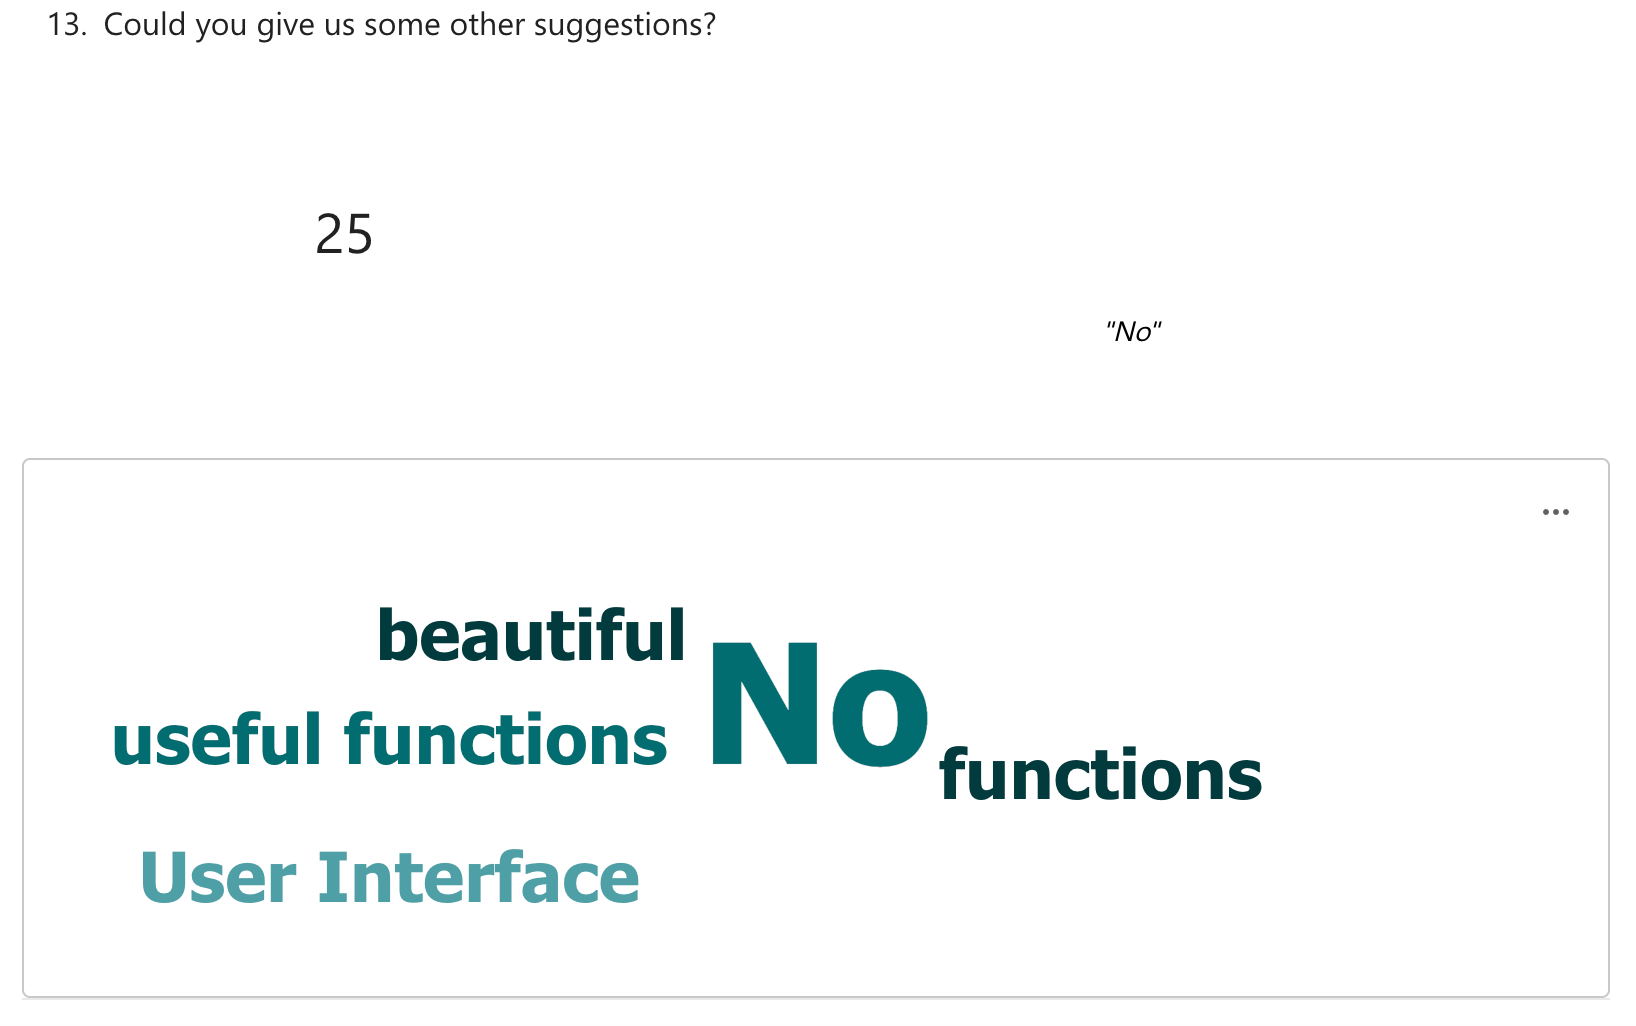 13. Could you give us some other suggestions?
25
"No"
beautiful
No
useful functions
functions
User Interface